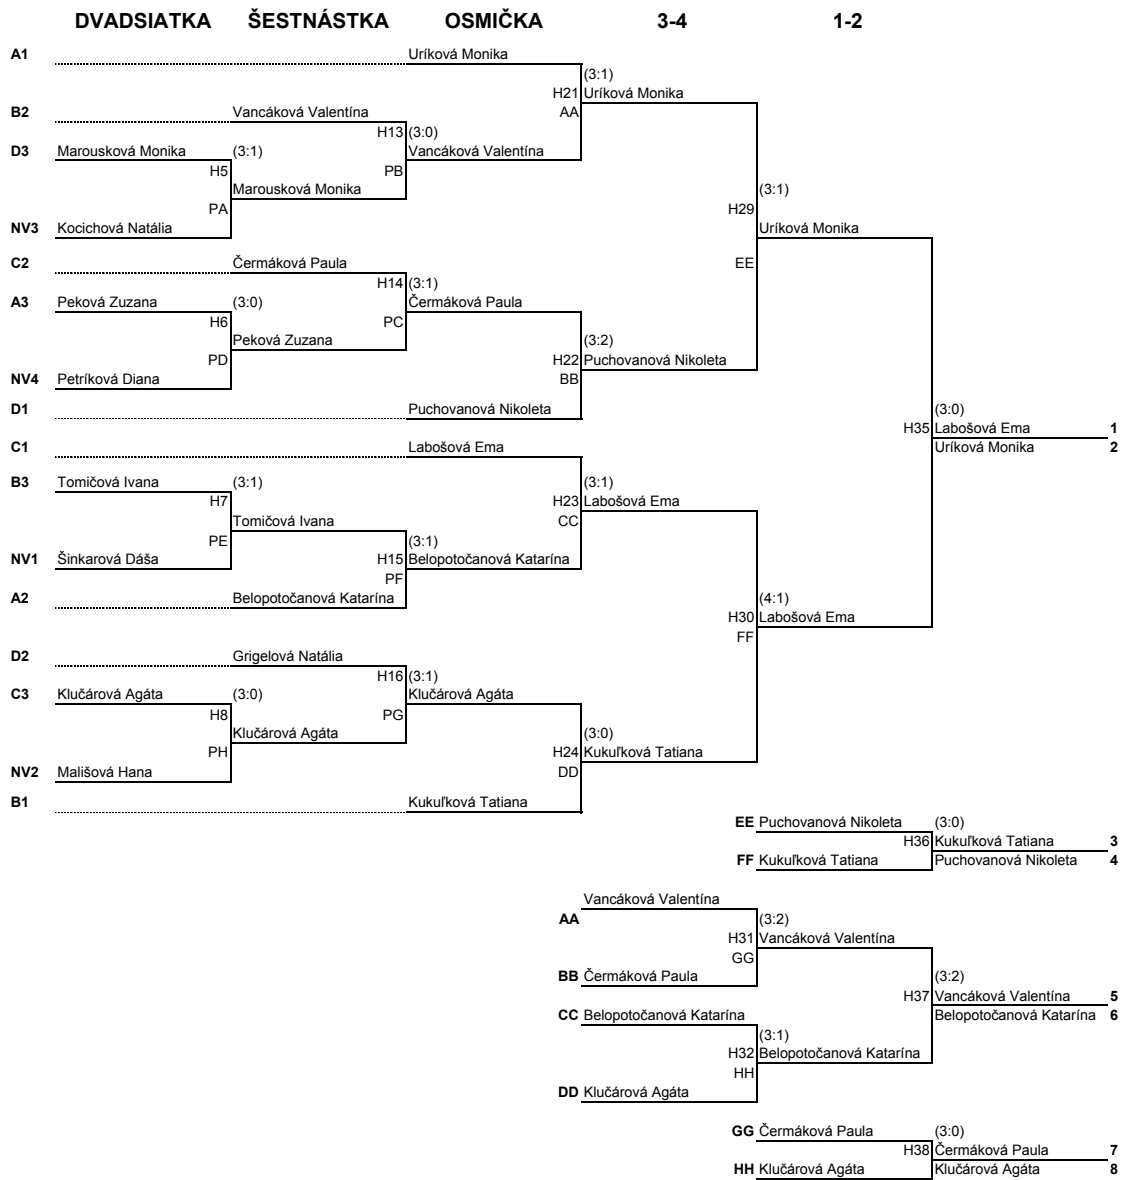 DVADSIATKA ŠESTNÁSTKA OSMIČKA 3-4 1-2
A1 Uríková Monika
(3:1)
H21 Uríková Monika
B2 Vancáková Valentína AA
H13 (3:0)
D3 Marousková Monika (3:1) Vancáková Valentína
H5 PB
Marousková Monika (3:1)
PA H29
NV3 Kocichová Natália Uríková Monika
C2 Čermáková Paula EE
H14 (3:1)
A3 Peková Zuzana (3:0) Čermáková Paula
H6 PC
Peková Zuzana (3:2)
PD H22 Puchovanová Nikoleta
NV4 Petríková Diana BB
D1 Puchovanová Nikoleta (3:0)
H35 Labošová Ema 1
C1 Labošová Ema Uríková Monika 2
B3 Tomičová Ivana (3:1) (3:1)
H7 H23 Labošová Ema
Tomičová Ivana CC
PE (3:1)
NV1 Šinkarová Dáša H15 Belopotočanová Katarína
PF
A2 Belopotočanová Katarína (4:1)
H30 Labošová Ema
FF
D2 Grigelová Natália
H16 (3:1)
C3 Klučárová Agáta (3:0) Klučárová Agáta
H8 PG
Klučárová Agáta (3:0)
PH H24 Kukuľková Tatiana
NV2 Mališová Hana DD
B1 Kukuľková Tatiana
EE Puchovanová Nikoleta (3:0)
H36 Kukuľková Tatiana 3
FF Kukuľková Tatiana Puchovanová Nikoleta 4
Vancáková Valentína
AA (3:2)
H31 Vancáková Valentína
GG
BB Čermáková Paula (3:2)
H37 Vancáková Valentína 5
CC Belopotočanová Katarína Belopotočanová Katarína 6
(3:1)
H32 Belopotočanová Katarína
HH
DD Klučárová Agáta
GG Čermáková Paula (3:0)
H38 Čermáková Paula 7
HH Klučárová Agáta Klučárová Agáta 8